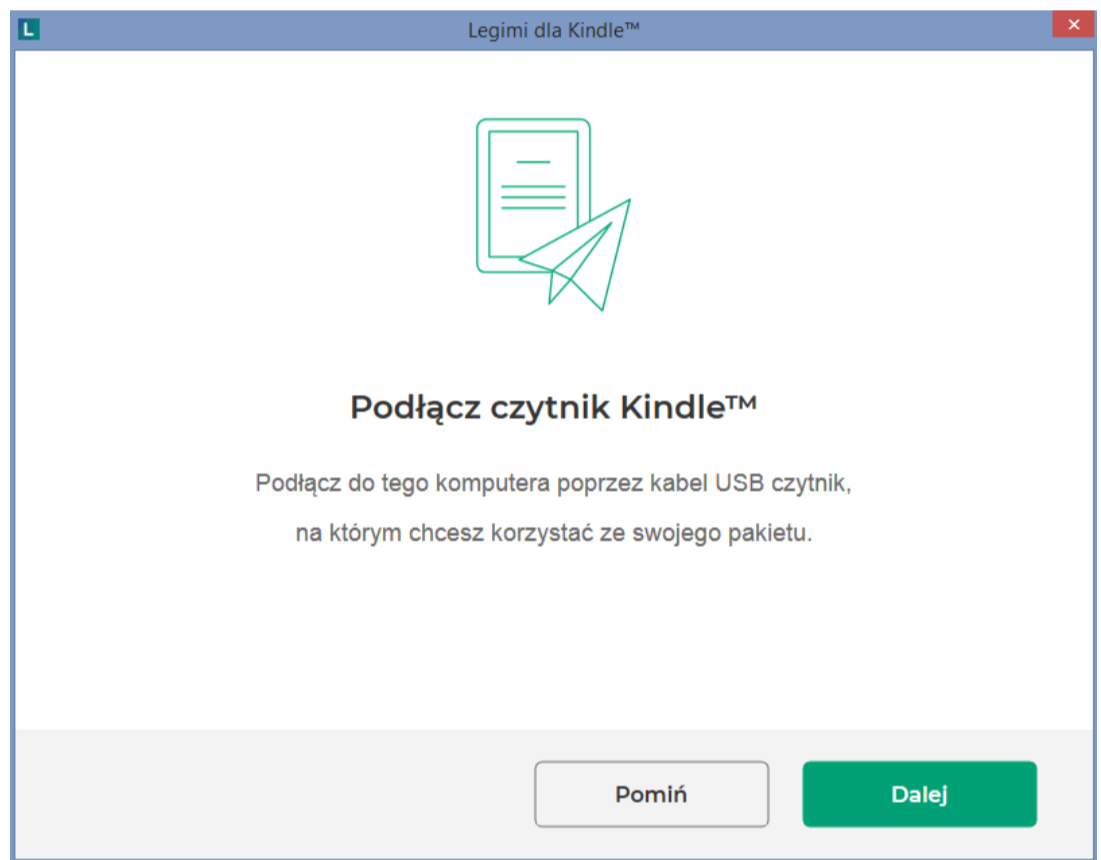 L
Legimi dla Kindle™
Podłącz czytnik Kindle™
Podłącz do tego komputera poprzez kabel USB czytnik,
na którym chcesz korzystać ze swojego pakietu.
Pomiń
Dalej